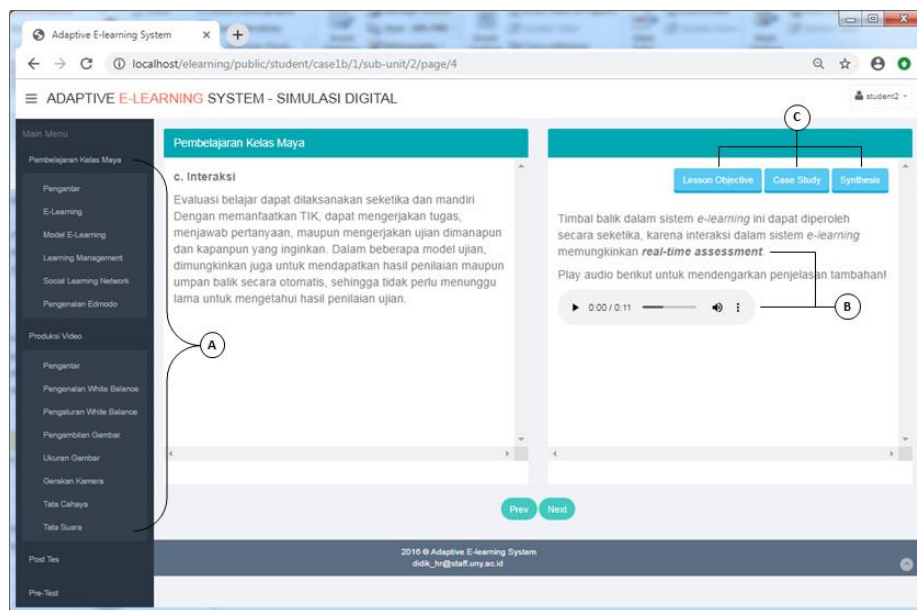 Adaptive E-learning System
localhost/elearning/public/student/case1b/1/sub-unit/2/page/4
ADAPTIVE E-LEARNING SYSTEM - SIMULASI DIGITAL
student2
Main Menu
Pembelajaran Kelas Maya
Pengantar
E-Learning
Model E-Learning
Learning Management
Social Learning Network
Pengenalan Edmodo
Produksi Video
Pengantar
Pengenalan White Balance
Pengaturan White Balance
Pengambilan Gambar
Ukuran Gambar
Gerakan Kamera
Tata Cahaya
Tata Suara
Post Tes
Pre-Test
A
Pembelajaran Kelas Maya
c. Interaksi
Evaluasi belajar dapat dilaksanakan seketika dan mandiri
Dengan memanfaatkan TIK, dapat mengerjakan tugas,
menjawab pertanyaan, maupun mengerjakan ujian dimanapun
dan kapanpun yang inginkan. Dalam beberapa model ujian,
dimungkinkan juga untuk mendapatkan hasil penilaian maupun
umpan balik secara otomatis, sehingga tidak perlu menunggu
lama untuk mengetahui hasil penilaian ujian.
C
Lesson Objective
Case Study
Synthesis
Timbal balik dalam sistem e-learning ini dapat diperoleh
secara seketika, karena interaksi dalam sistem e-learning
memungkinkan real-time assessment.
Play audio berikut untuk mendengarkan penjelasan tambahan!
0:00 / 0:11
B
Prev
Next
2016 © Adaptive E-learning System
didik_hr@staff.uny.ac.id